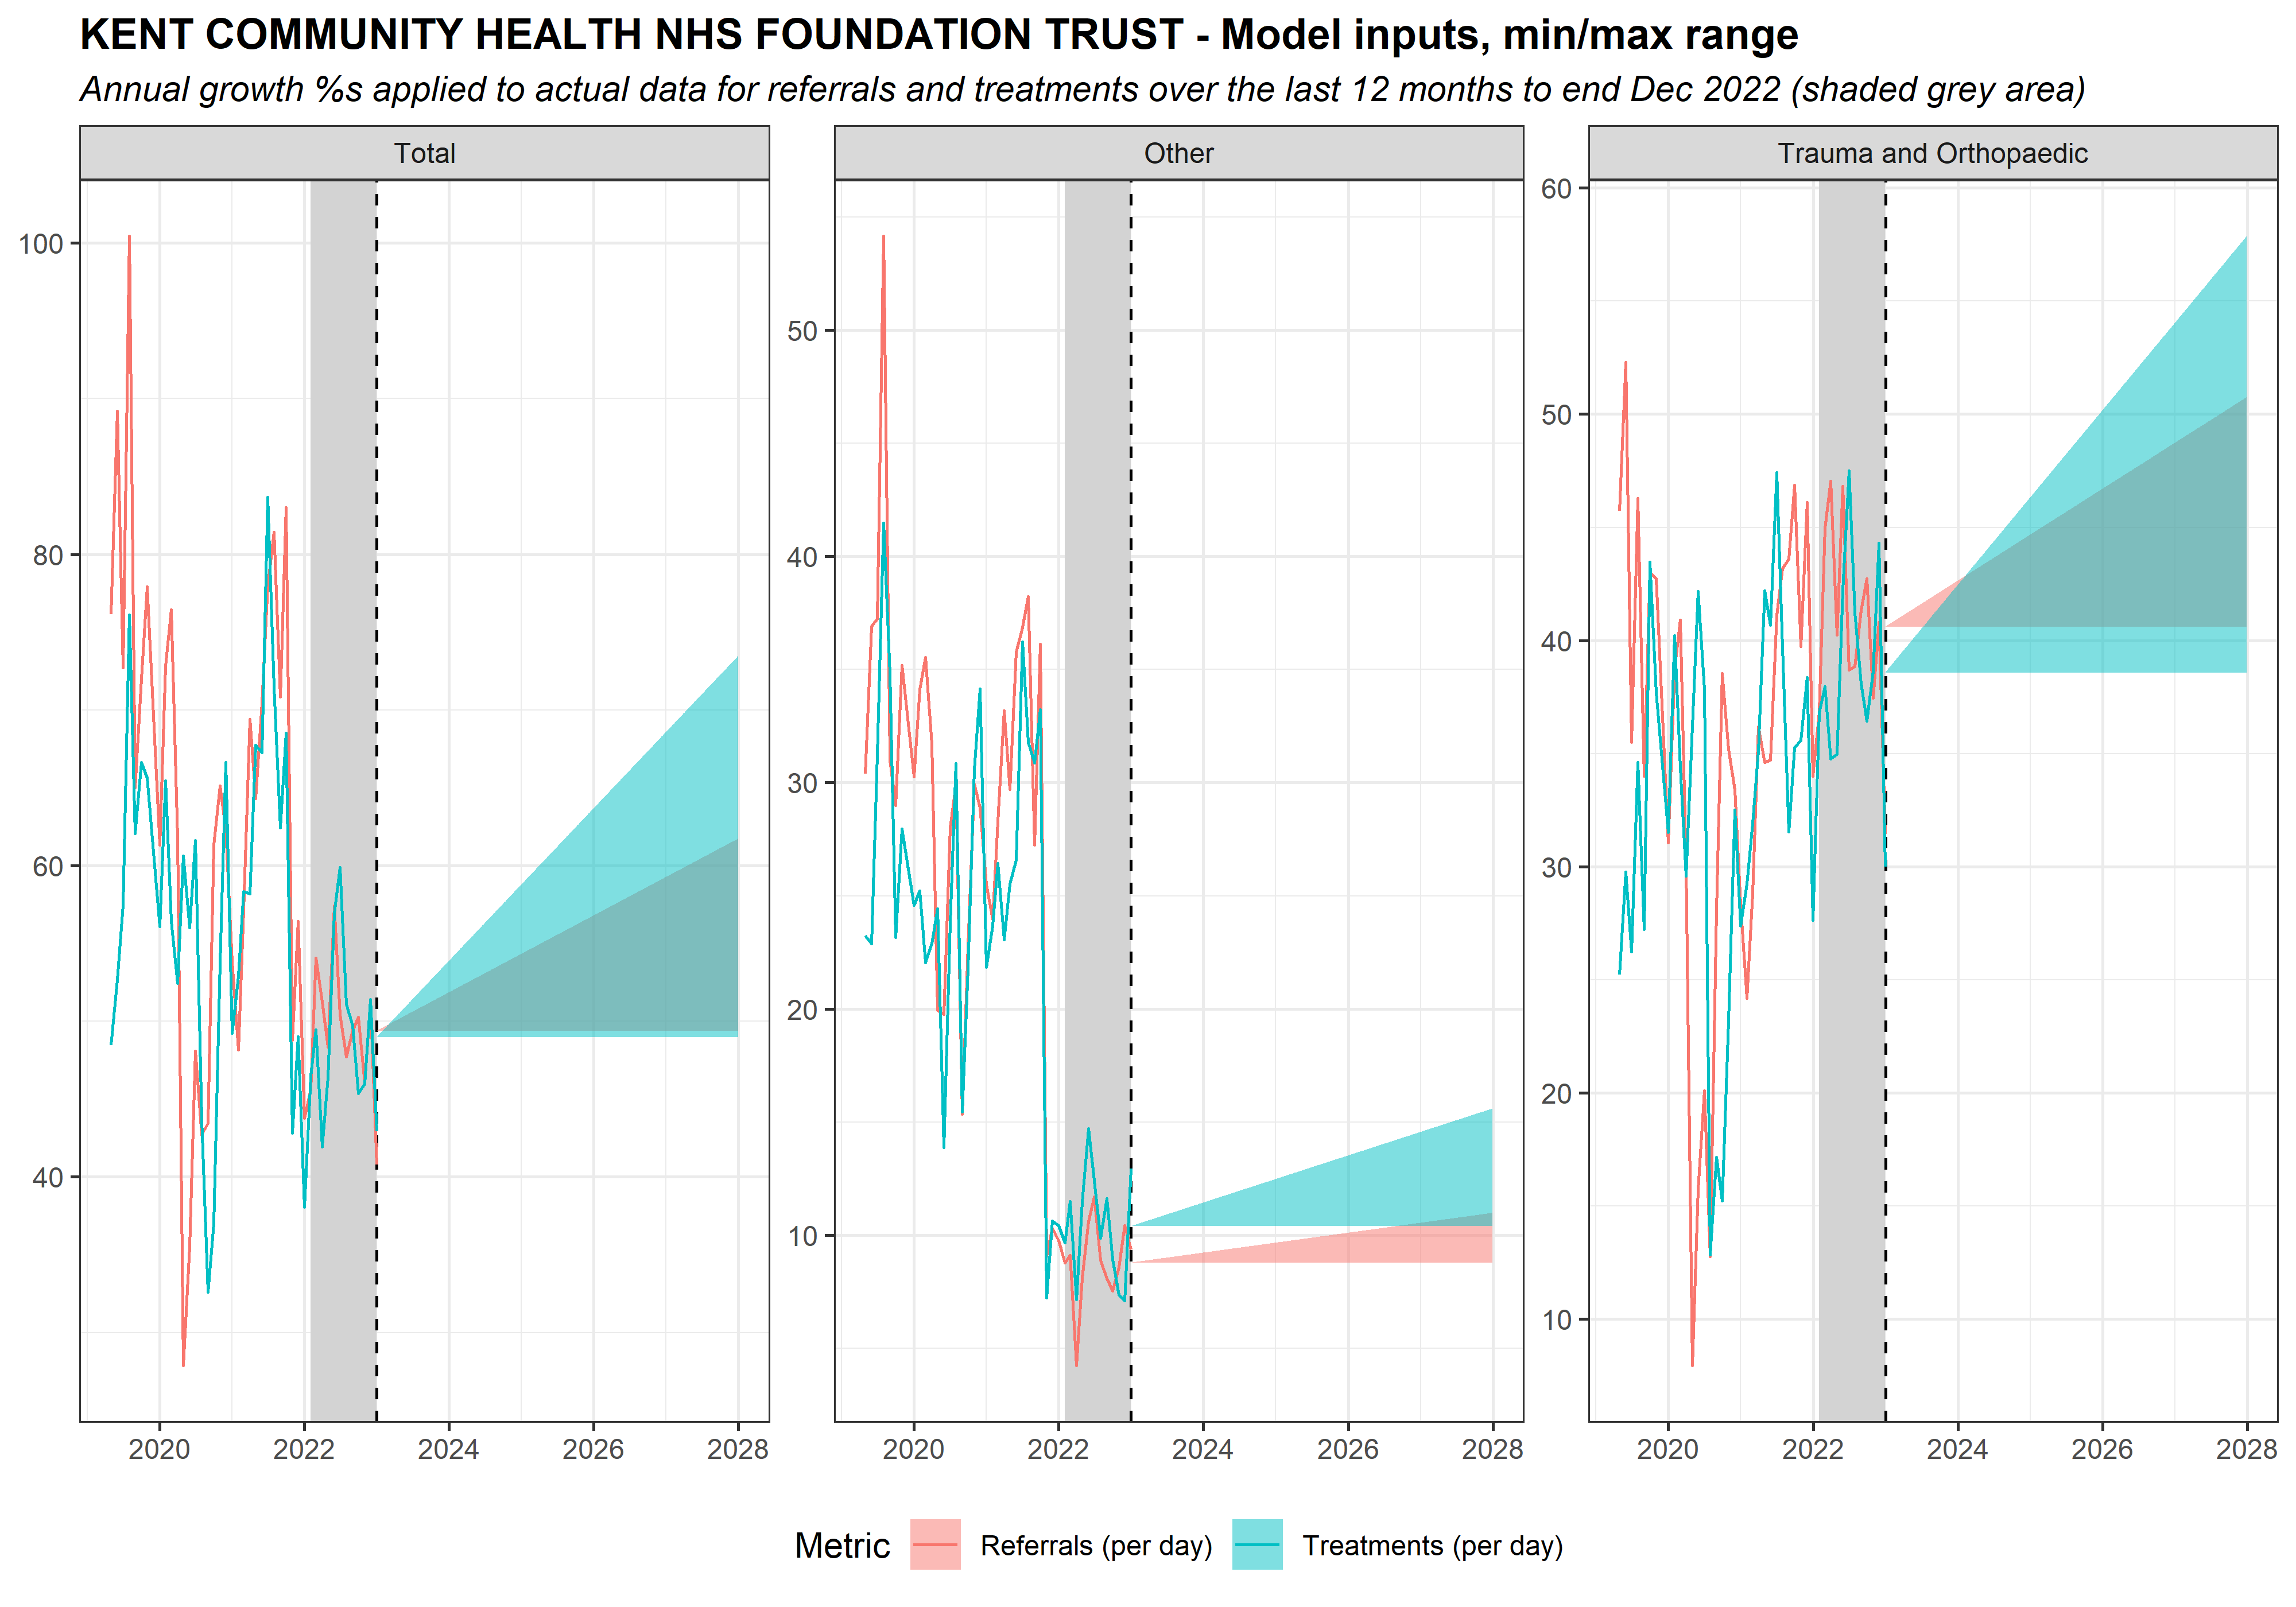 KENT COMMUNITY HEALTH NHS FOUNDATION TRUST - Model inputs, min/max range
Annual growth %s applied to actual data for referrals and treatments over the last 12 months to end Dec 2022 (shaded grey area)
Total
Other
Trauma and Orthopaedic
100
80
60
40
50
40
30
20
10
60
50
40
30
20
10
2020 2022 2024 2026 2028
2020 2022 2024 2026 2028
2020 2022 2024 2026 2028
Metric Referrals (per day) Treatments (per day)